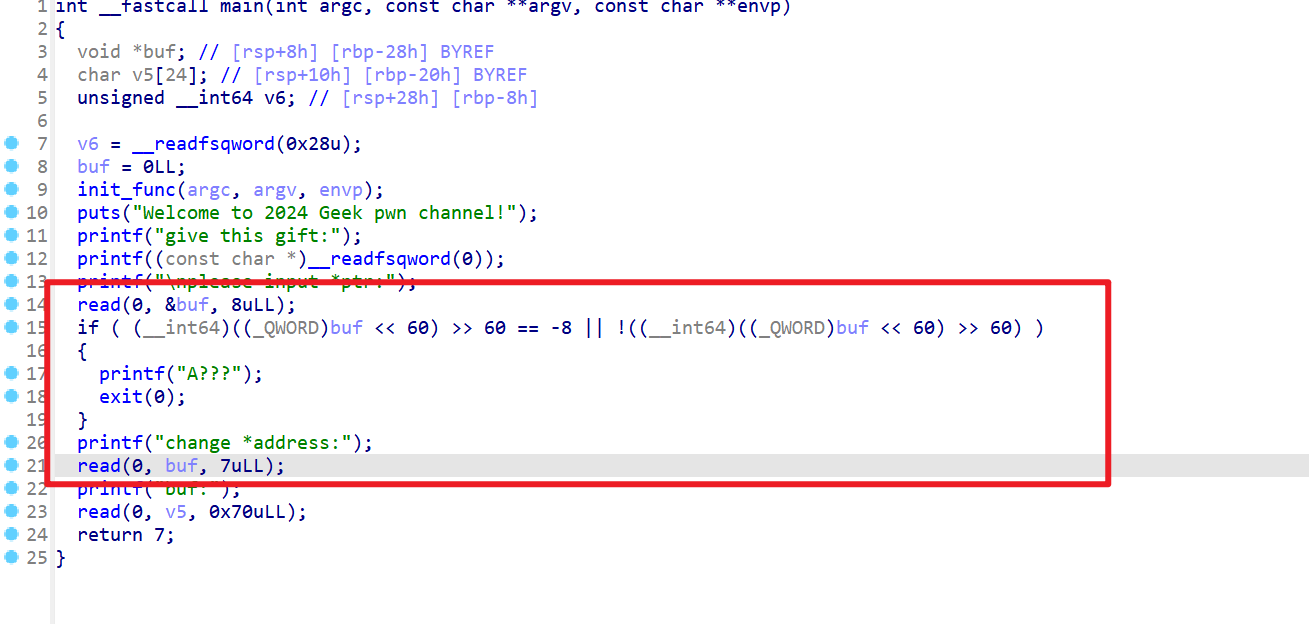 1 int __fastcall main(int argc, const char **argv, const char **envp)
2 {
3   void *buf; // [rsp+8h] [rbp-28h] BYREF
4   char v5[24]; // [rsp+10h] [rbp-20h] BYREF
5   unsigned __int64 v6; // [rsp+28h] [rbp-8h]
6
7   v6 = __readfsqword(0x28u);
8   buf = 0LL;
9   init_func(argc, argv, envp);
10   puts("Welcome to 2024 Geek pwn channel!");
11   printf("give this gift:");
12   printf((const char *)__readfsqword(0));
13   printf("\nplease input *ptr:");
14   read(0, &buf, 8uLL);
15   if ( (__int64)((_QWORD)buf << 60) >> 60 == -8 || !((__int64)((_QWORD)buf << 60) >> 60) )
16   {
17     printf("A???");
18     exit(0);
19   }
20   printf("change *address:");
21   read(0, buf, 7uLL);
22   printf("buf:");
23   read(0, v5, 0x70uLL);
24   return 7;
25 }